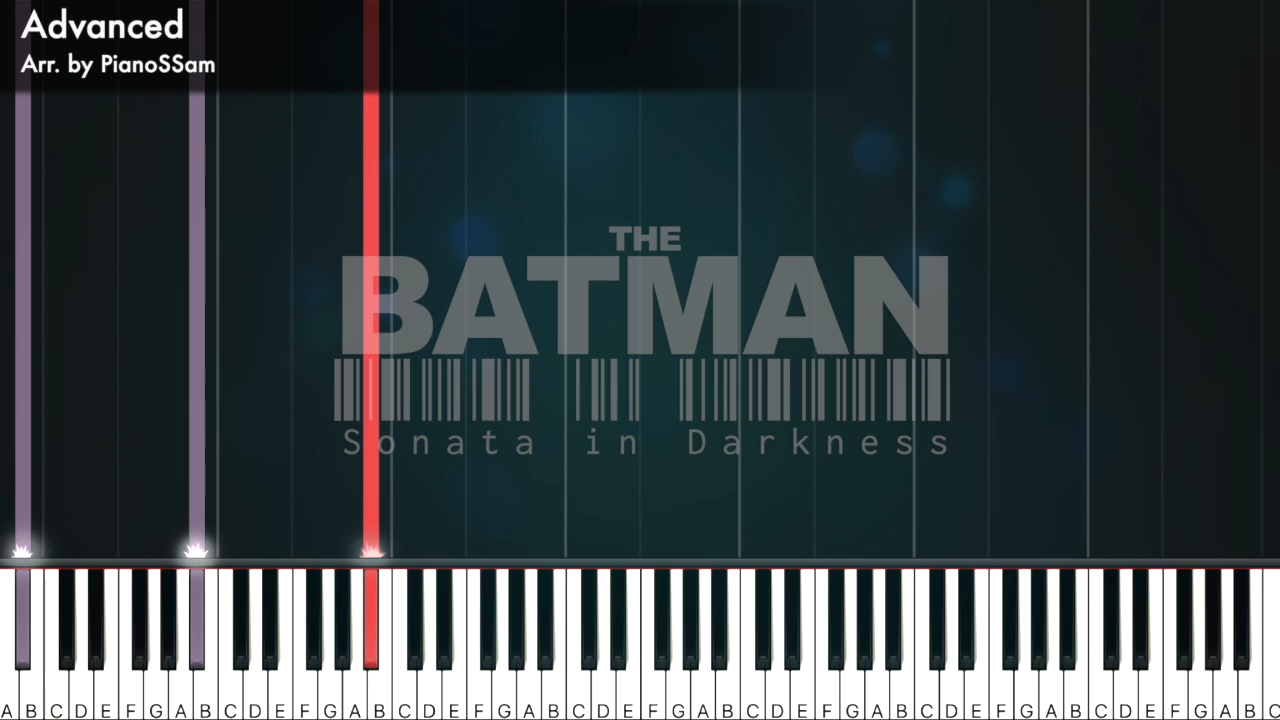 Advanced
Arr. by PianoSSam
THE
BATMAN
Sonata in Darkness
A B C D E F G A B C D E F G A B C D E F G A B C D E F G A B C D E F G A B C D E F G A B C D E F G A B C